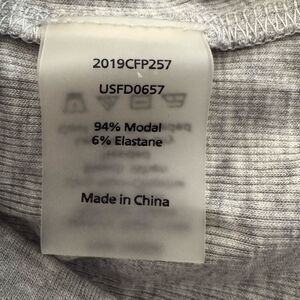 2019CFP257
USFD0657
94% Modal
6% Elastane
Made in China